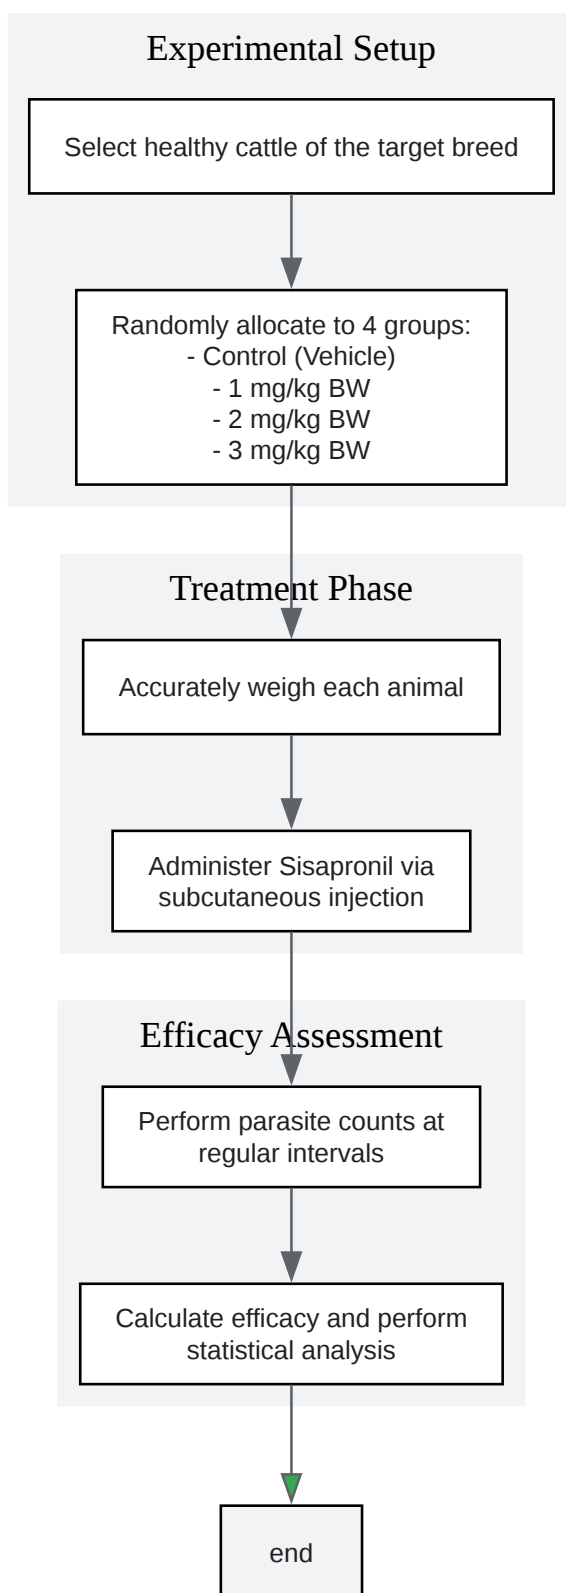 Experimental Setup
Select healthy cattle of the target breed
Randomly allocate to 4 groups:
- Control (Vehicle)
- 1 mg/kg BW
- 2 mg/kg BW
- 3 mg/kg BW
Treatment Phase
Accurately weigh each animal
Administer Sisapronil via
subcutaneous injection
Efficacy Assessment
Perform parasite counts at
regular intervals
Calculate efficacy and perform
statistical analysis
end